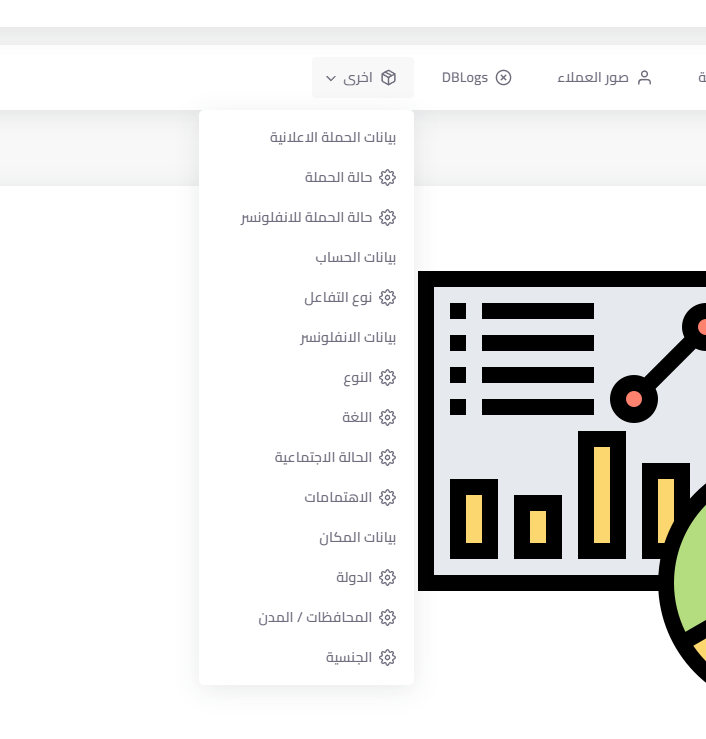 ة
صور العملاء
DBLogs
اخرى
بيانات الحملة الاعلانية
حالة الحملة
حالة الحملة للانفلونسر
بيانات الحساب
نوع التفاعل
بيانات الانفلونسر
النوع
اللغة
الحالة الاجتماعية
الاهتمامات
بيانات المكان
الدولة
المحافظات / المدن
الجنسية